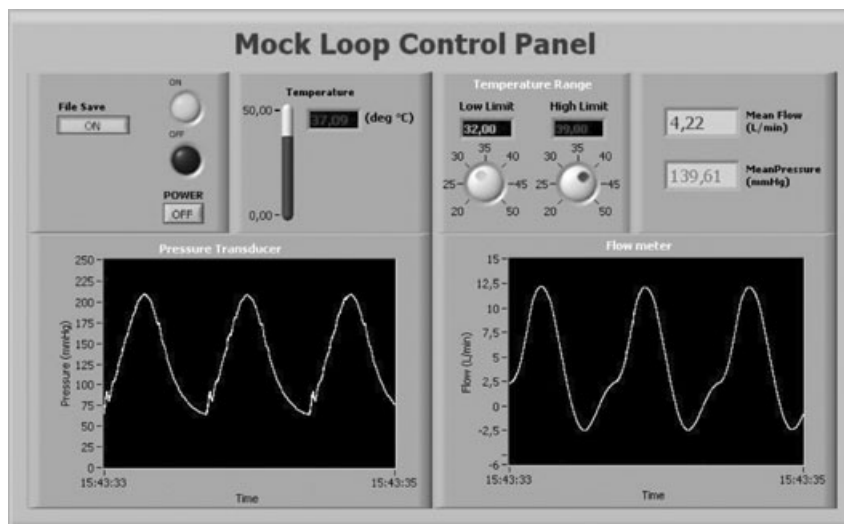 Mock Loop Control Panel
File Save
ON
ON
OFF
POWER
OFF
Temperature
50,00
37,09 (deg °C)
0,00
Temperature Range
Low Limit
High Limit
32,00
39,00
20 25 30 35 40 45 50
20 25 30 35 40 45 50
4,22
Mean Flow
(L/min)
139,61
MeanPressure
(mmHg)
Pressure Transducer
Pressure (mmHg)
250
225
200
175
150
125
100
75
50
25
0
15:43:33
15:43:35
Time
Flow meter
Flow (L/min)
15
12,5
10
7,5
5
2,5
0
-2,5
-6
15:43:33
15:43:35
Time